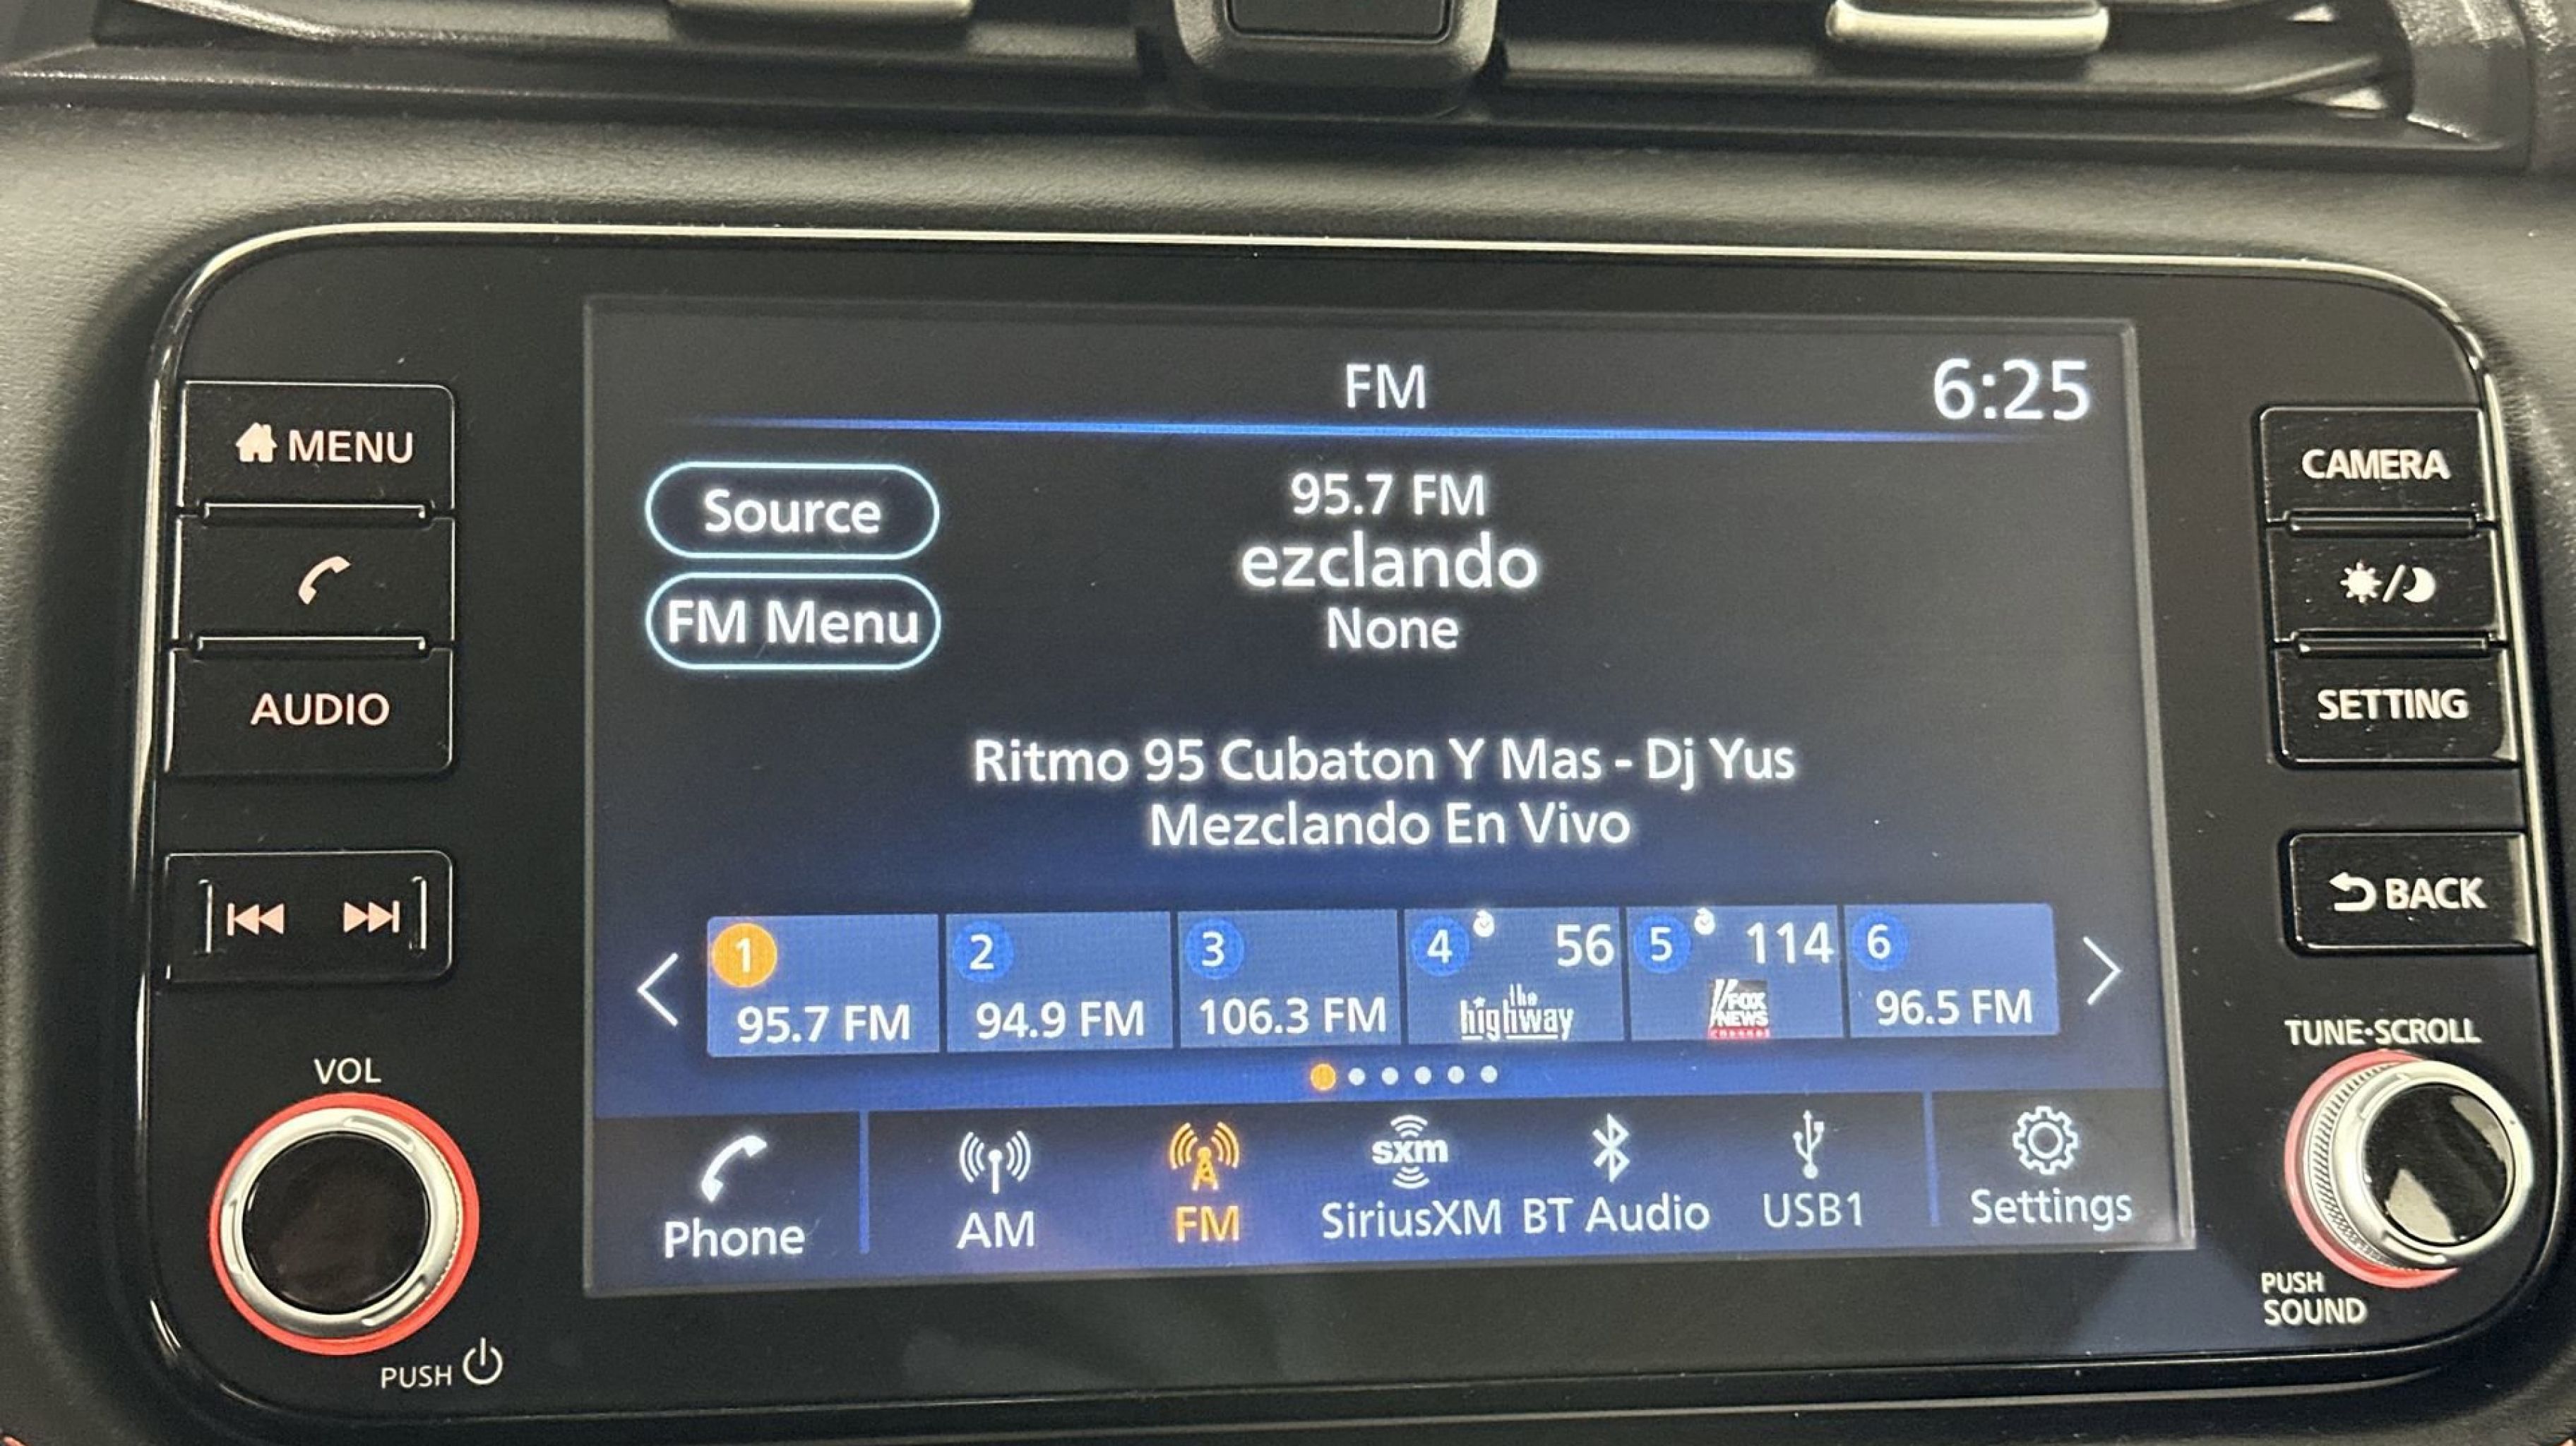 FM
6:25
MENU
CAMERA
Source
95.7 FM
ezclando
FM Menu
None
AUDIO
SETTING
Ritmo 95 Cubaton Y Mas - Dj Yus
Mezclando En Vivo
BACK
1
2
3
4 56
5 114
6
95.7 FM
94.9 FM
106.3 FM
the highway
FOX NEWS channel
96.5 FM
VOL
TUNE·SCROLL
Phone
AM
FM
sxm
SiriusXM
BT Audio
USB1
Settings
PUSH
PUSH
SOUND